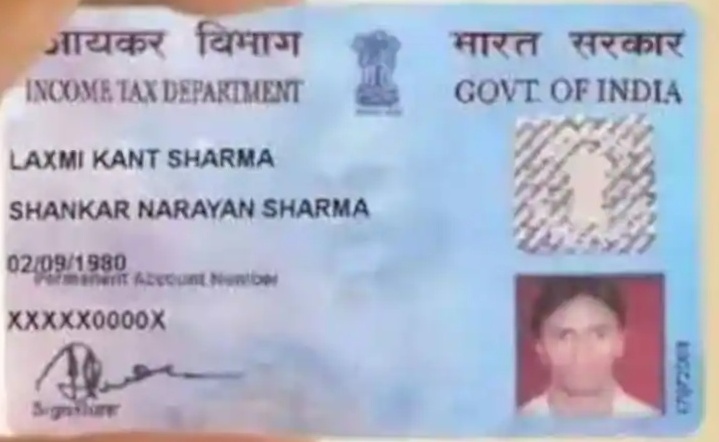 आयकर विभाग
INCOME TAX DEPARTMENT
भारत सरकार
GOVT. OF INDIA
LAXMI KANT SHARMA
SHANKAR NARAYAN SHARMA
02/09/1980
Permanent Account Number
XXXXX0000X
Signature